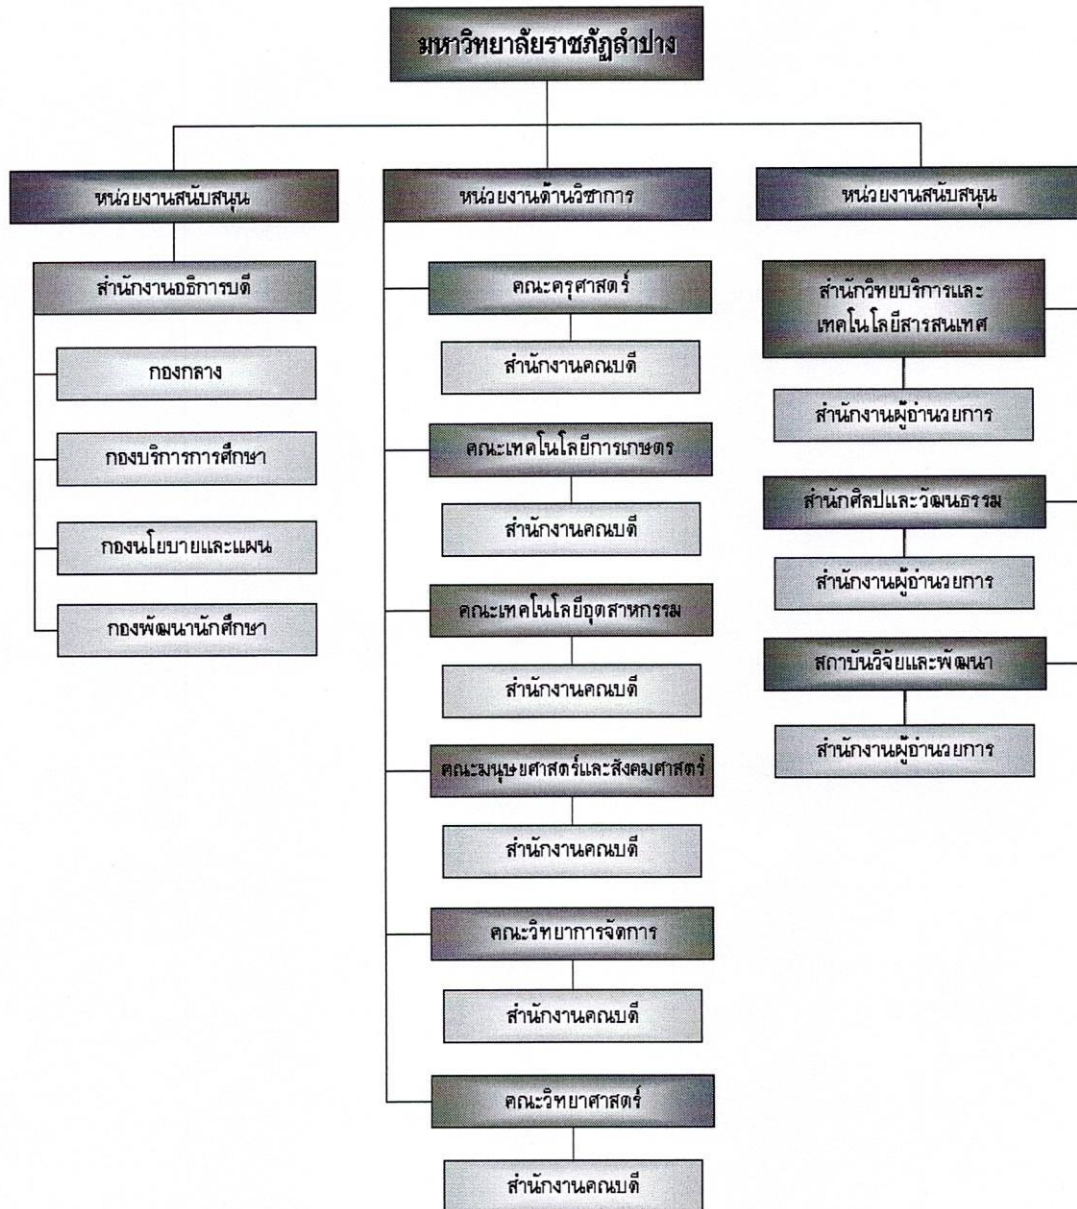 มหาวิทยาลัยราชภัฏลำปาง
หน่วยงานสนับสนุน
สำนักงานอธิการบดี
กองกลาง
กองบริการการศึกษา
กองนโยบายและแผน
กองพัฒนานักศึกษา
หน่วยงานด้านวิชาการ
คณะครุศาสตร์
สำนักงานคณบดี
คณะเทคโนโลยีการเกษตร
สำนักงานคณบดี
คณะเทคโนโลยีอุตสาหกรรม
สำนักงานคณบดี
คณะมนุษยศาสตร์และสังคมศาสตร์
สำนักงานคณบดี
คณะวิทยาการจัดการ
สำนักงานคณบดี
คณะวิทยาศาสตร์
สำนักงานคณบดี
หน่วยงานสนับสนุน
สำนักวิทยบริการและ
เทคโนโลยีสารสนเทศ
สำนักงานผู้อำนวยการ
สำนักศิลปและวัฒนธรรม
สำนักงานผู้อำนวยการ
สถาบันวิจัยและพัฒนา
สำนักงานผู้อำนวยการ